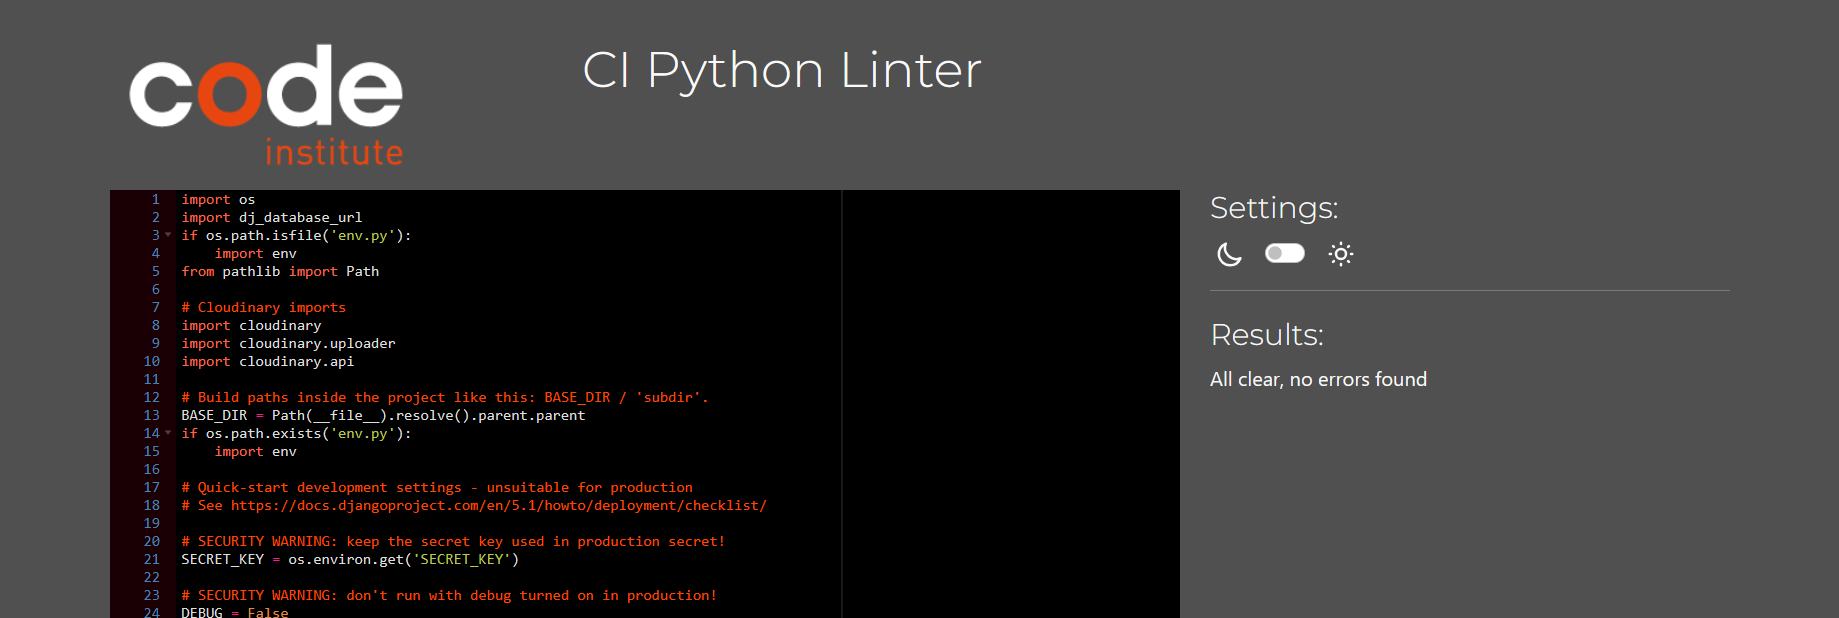 code
institute
CI Python Linter
1 import os
2 import dj_database_url
3 if os.path.isfile('env.py'):
4     import env
5 from pathlib import Path
6
7 # Cloudinary imports
8 import cloudinary
9 import cloudinary.uploader
10 import cloudinary.api
11
12 # Build paths inside the project like this: BASE_DIR / 'subdir'.
13 BASE_DIR = Path(__file__).resolve().parent.parent
14 if os.path.exists('env.py'):
15     import env
16
17 # Quick-start development settings - unsuitable for production
18 # See https://docs.djangoproject.com/en/5.1/howto/deployment/checklist/
19
20 # SECURITY WARNING: keep the secret key used in production secret!
21 SECRET_KEY = os.environ.get('SECRET_KEY')
22
23 # SECURITY WARNING: don't run with debug turned on in production!
24 DEBUG = False
Settings:
Results:
All clear, no errors found